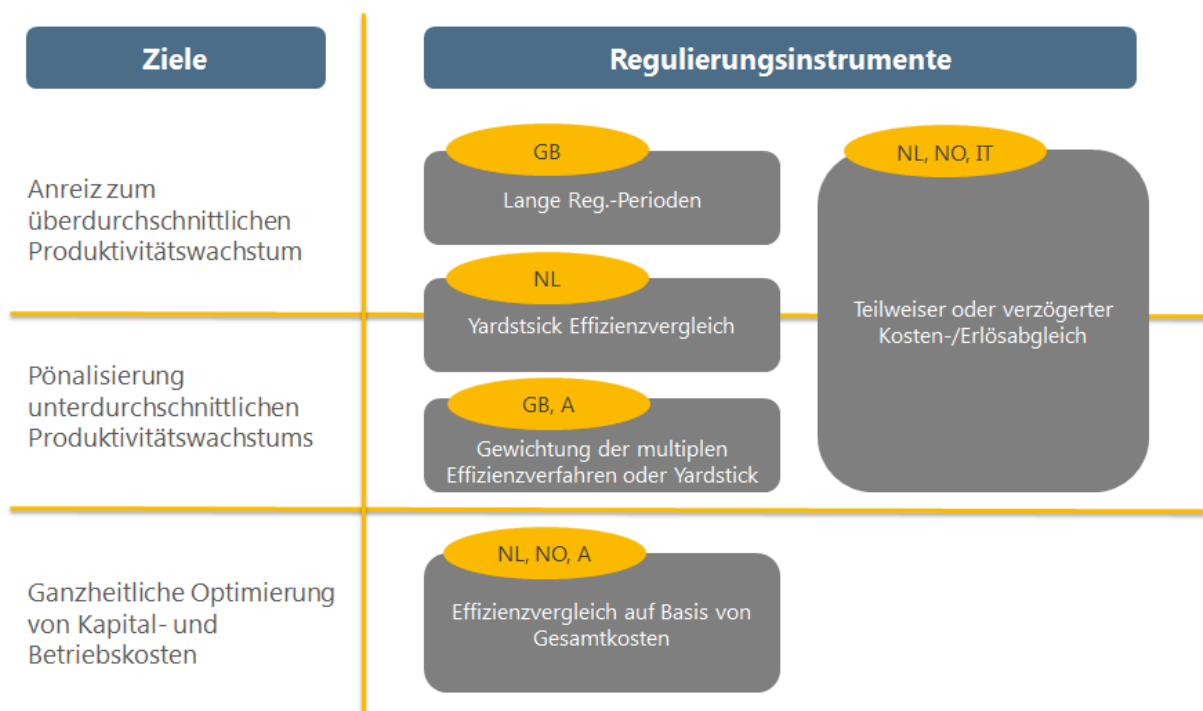 Ziele
Regulierungsinstrumente
Anreiz zum
überdurchschnittlichen
Produktivitätswachstum
GB
Lange Reg.-Perioden
NL
Yardstsick Effizienzvergleich
NL, NO, IT
Teilweiser oder verzögerter
Kosten-/Erlösabgleich
Pönalisierung
unterdurchschnittlichen
Produktivitätswachstums
GB, A
Gewichtung der multiplen
Effizienzverfahren oder Yardstick
Ganzheitliche Optimierung
von Kapital- und
Betriebskosten
NL, NO, A
Effizienzvergleich auf Basis von
Gesamtkosten